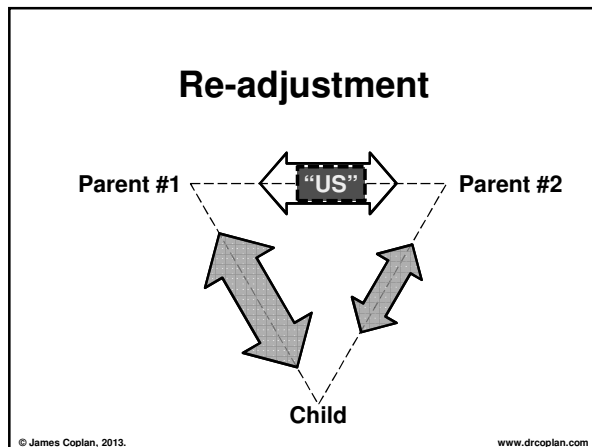 Re-adjustment
Parent #1 “US” Parent #2
Child
© James Coplan, 2013. www.drcoplan.com